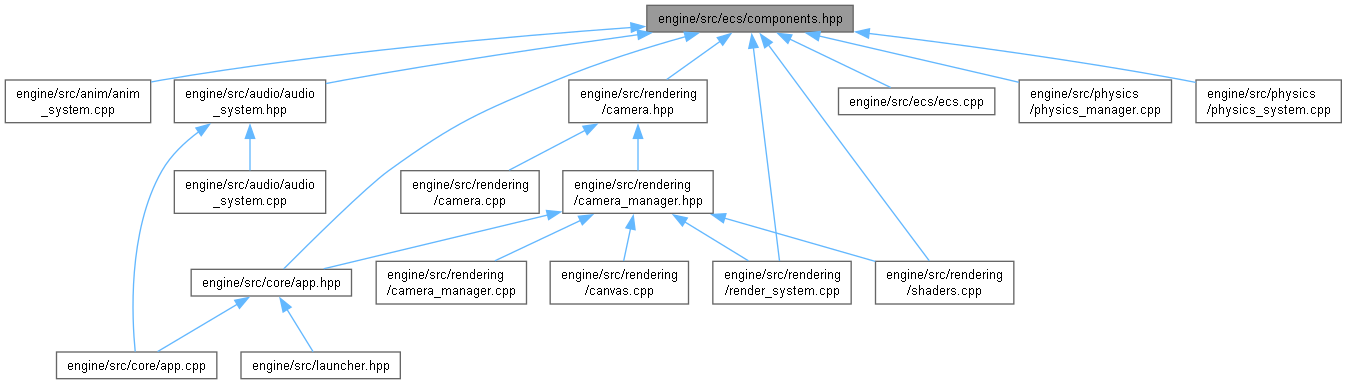 engine/src/ecs/components.hpp
engine/src/anim/anim
_system.cpp
engine/src/audio/audio
_system.hpp
engine/src/rendering
/camera.hpp
engine/src/ecs/ecs.cpp
engine/src/physics
/physics_manager.cpp
engine/src/physics
/physics_system.cpp
engine/src/audio/audio
_system.cpp
engine/src/rendering
/camera.cpp
engine/src/rendering
/camera_manager.hpp
engine/src/core/app.hpp
engine/src/rendering
/camera_manager.cpp
engine/src/rendering
/canvas.cpp
engine/src/rendering
/render_system.cpp
engine/src/rendering
/shaders.cpp
engine/src/core/app.cpp
engine/src/launcher.hpp